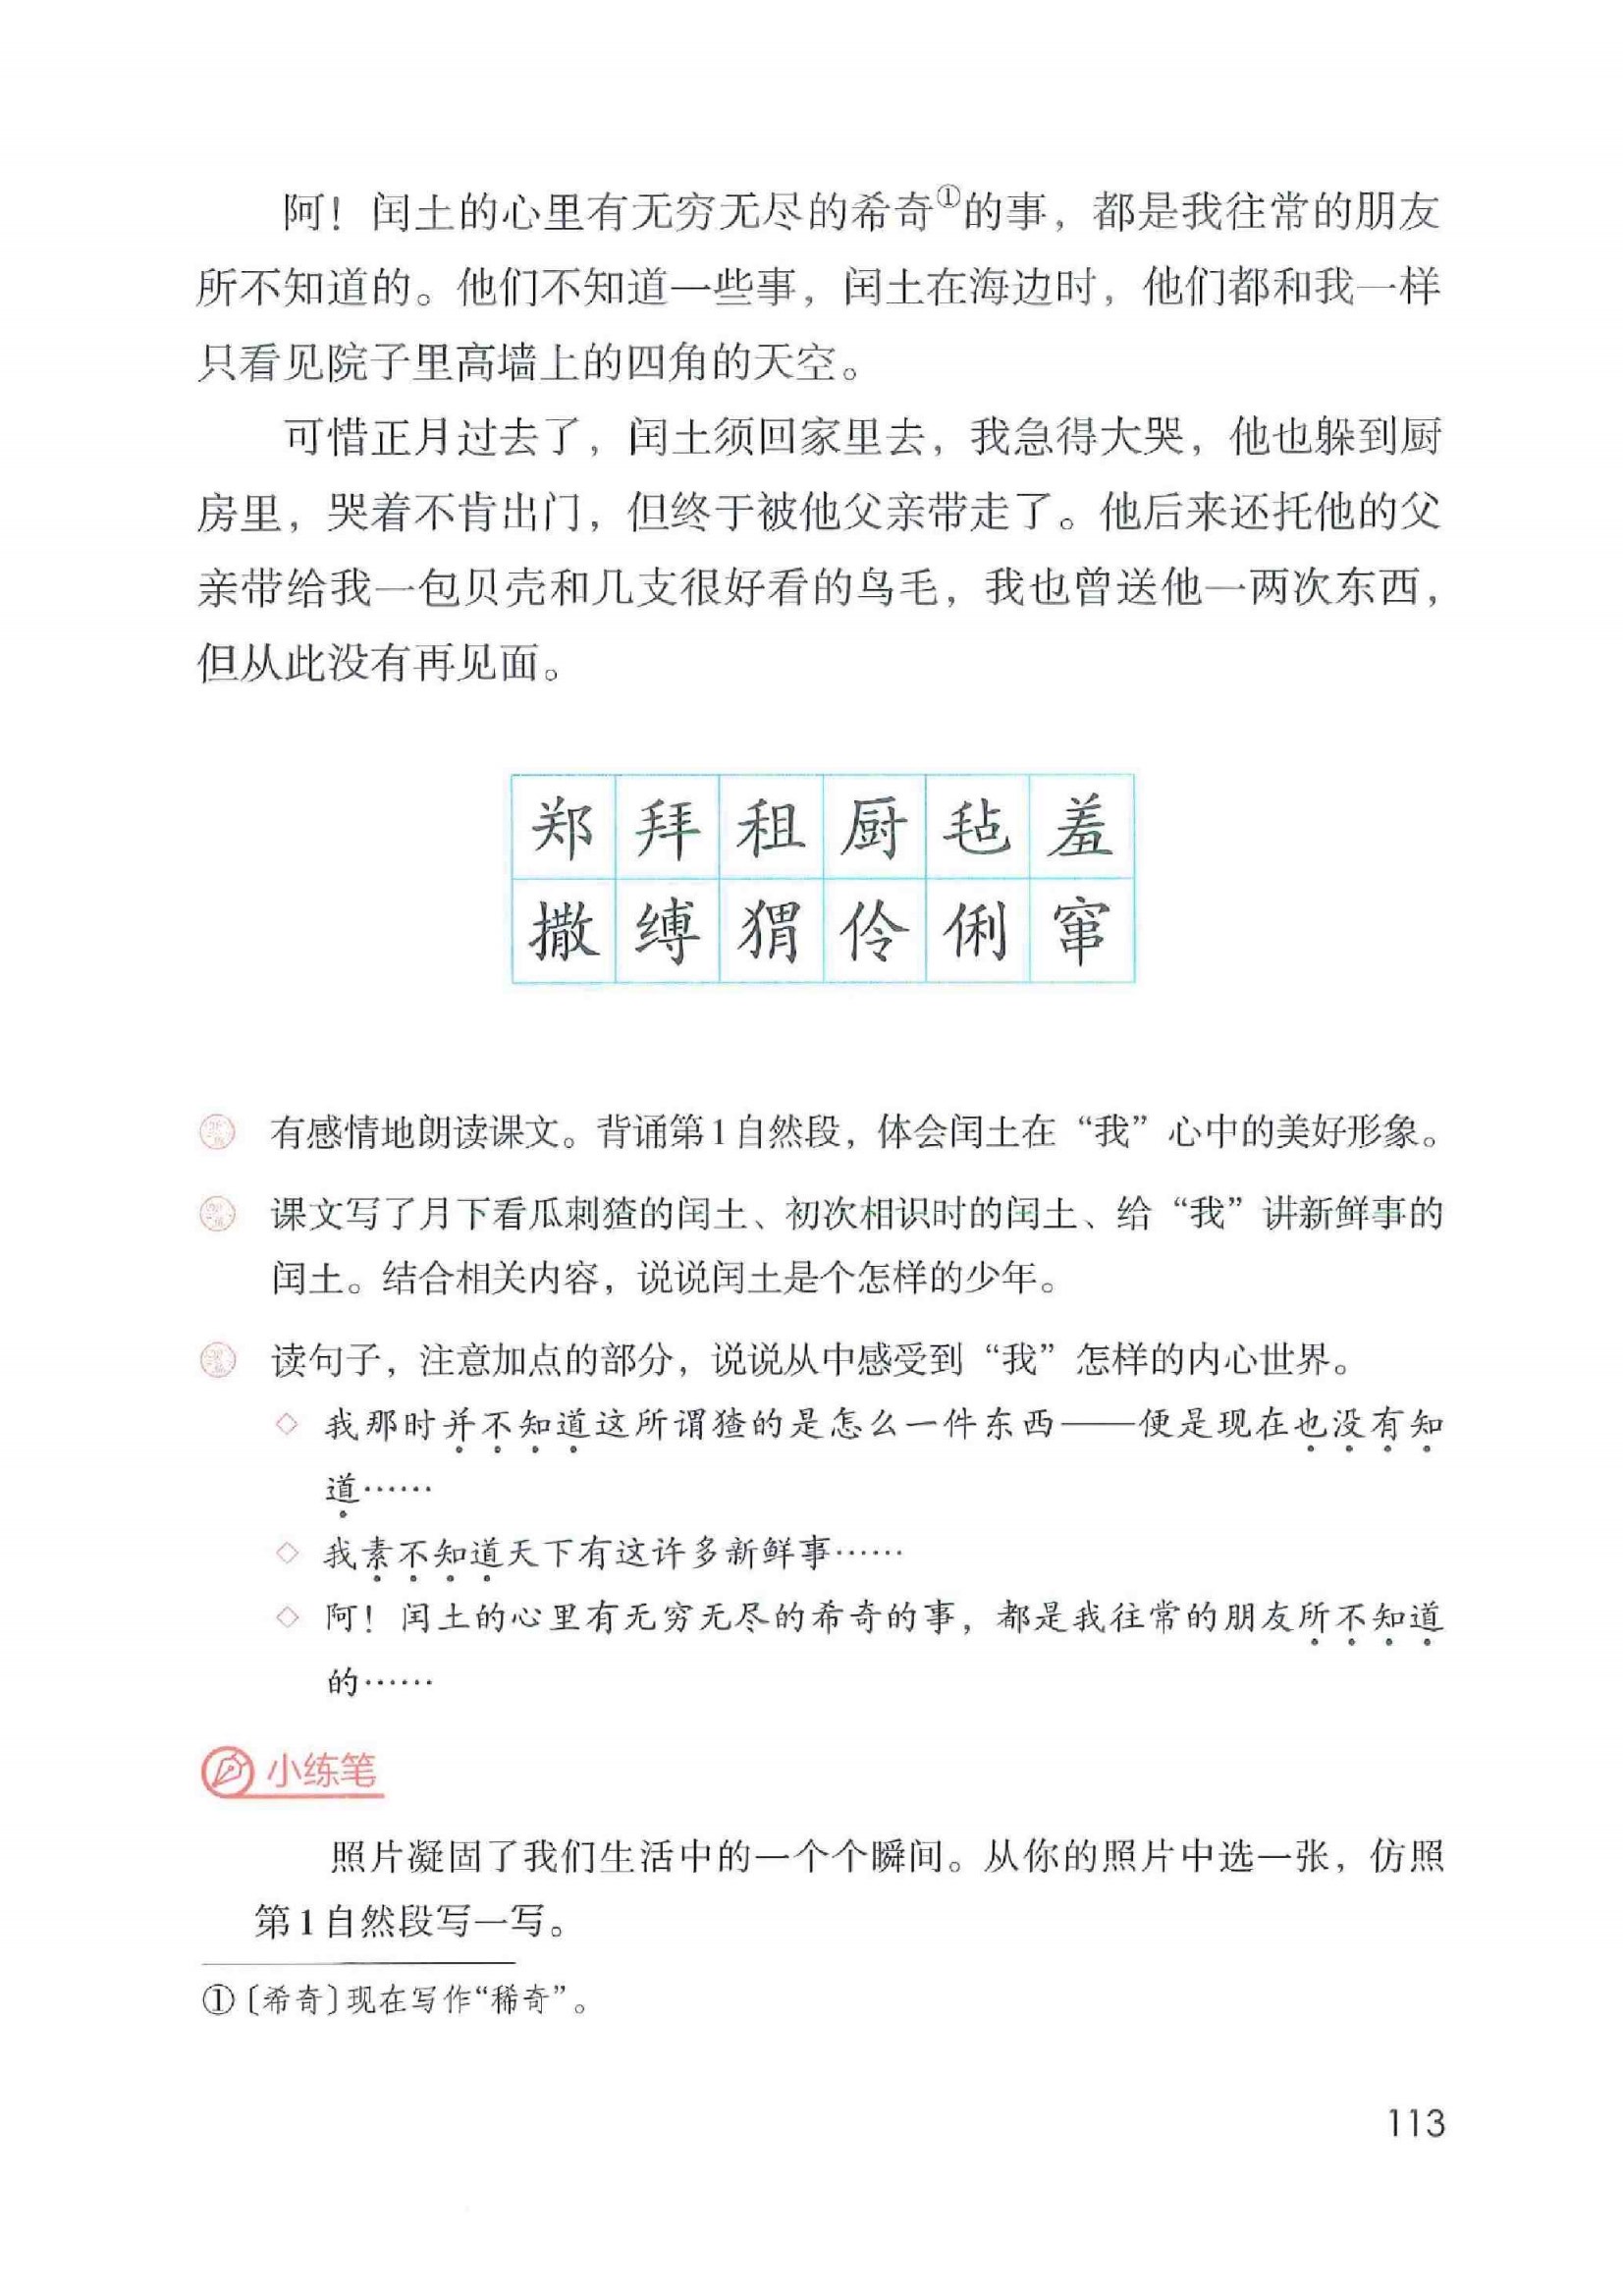 阿！闰土的心里有无穷无尽的希奇①的事，都是我往常的朋友
所不知道的。他们不知道一些事，闰土在海边时，他们都和我一样
只看见院子里高墙上的四角的天空。
可惜正月过去了，闰土须回家里去，我急得大哭，他也躲到厨
房里，哭着不肯出门，但终于被他父亲带走了。他后来还托他的父
亲带给我一包贝壳和几支很好看的鸟毛，我也曾送他一两次东西，
但从此没有再见面。
郑 拜 租 厨 毡 羞
撒 缚 猬 伶 俐 窜
有感情地朗读课文。背诵第1自然段，体会闰土在“我”心中的美好形象。
课文写了月下看瓜刺猹的闰土、初次相识时的闰土、给“我”讲新鲜事的
闰土。结合相关内容，说说闰土是个怎样的少年。
读句子，注意加点的部分，说说从中感受到“我”怎样的内心世界。
◇ 我那时并不知道这所谓猹的是怎么一件东西——便是现在也没有知
道……
◇ 我素不知道天下有这许多新鲜事……
◇ 阿！闰土的心里有无穷无尽的希奇的事，都是我往常的朋友所不知道
的……
小练笔
照片凝固了我们生活中的一个个瞬间。从你的照片中选一张，仿照
第1自然段写一写。
①〔希奇〕现在写作“稀奇”。
113